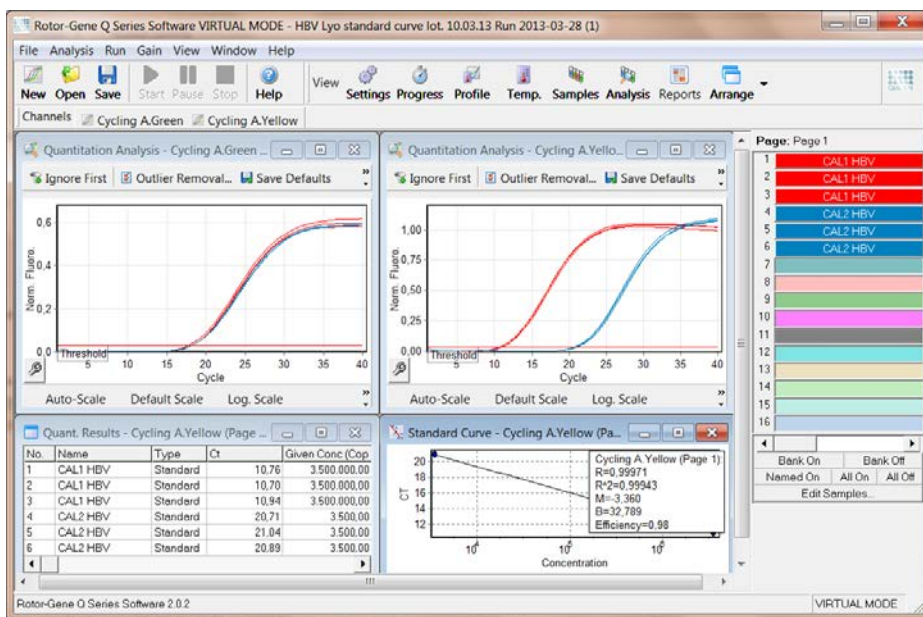 Rotor-Gene Q Series Software VIRTUAL MODE - HBV Lyo standard curve lot. 10.03.13 Run 2013-03-28 (1)
File Analysis Run Gain View Window Help
New Open Save Start Pause Stop Help View Settings Progress Profile Temp. Samples Analysis Reports Arrange
Channels Cycling A.Green Cycling A.Yellow
Quantitation Analysis - Cycling A.Green ...
Ignore First Outlier Removal... Save Defaults
Norm. Fluoro.
0,6
0,4
0,2
0,0
Threshold
5 10 15 20 25 30 35 40
Cycle
Auto-Scale Default Scale Log. Scale
Quantitation Analysis - Cycling A.Yello...
Ignore First Outlier Removal... Save Defaults
Norm. Fluoro.
1,00
0,75
0,50
0,25
0,00
Threshold
5 10 15 20 25 30 35 40
Cycle
Auto-Scale Default Scale Log. Scale
Quant. Results - Cycling A.Yellow (Page ...
No. Name Type Ct Given Conc (Cop
1 CAL1 HBV Standard 10,76 3.500.000,00
2 CAL1 HBV Standard 10,70 3.500.000,00
3 CAL1 HBV Standard 10,94 3.500.000,00
4 CAL2 HBV Standard 20,71 3.500,00
5 CAL2 HBV Standard 21,04 3.500,00
6 CAL2 HBV Standard 20,89 3.500,00
Standard Curve - Cycling A.Yellow (Pa...
CT
20
18
16
14
12
Cycling A.Yellow (Page 1):
R=0,99971
R^2=0,99943
M=-3,360
B=32,789
Efficiency=0,98
Concentration
Page: Page 1
1 CAL1 HBV
2 CAL1 HBV
3 CAL1 HBV
4 CAL2 HBV
5 CAL2 HBV
6 CAL2 HBV
7
8
9
10
11
12
13
14
15
16
Bank On Bank Off
Named On All On All Off
Edit Samples...
Rotor-Gene Q Series Software 2.0.2
VIRTUAL MODE